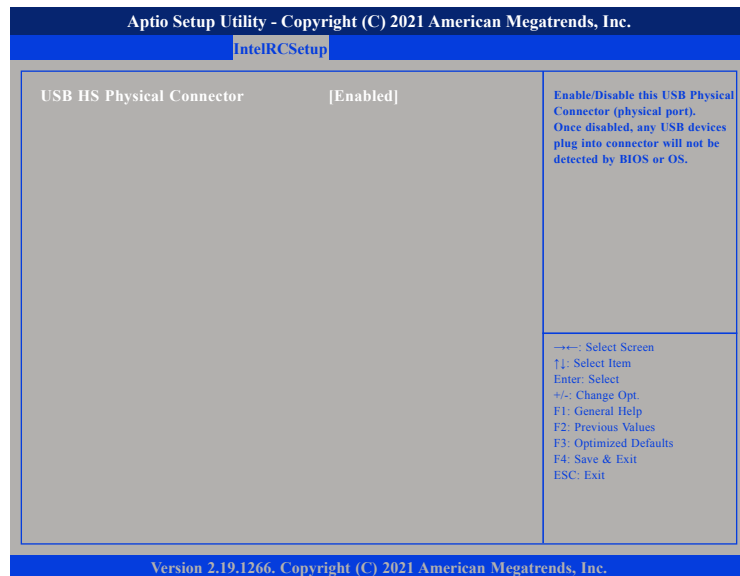 Aptio Setup Utility - Copyright (C) 2021 American Megatrends, Inc.
IntelRCSetup
USB HS Physical Connector [Enabled]
Enable/Disable this USB Physical
Connector (physical port).
Once disabled, any USB devices
plug into connector will not be
detected by BIOS or OS.
→←: Select Screen
↑↓: Select Item
Enter: Select
+/-: Change Opt.
F1: General Help
F2: Previous Values
F3: Optimized Defaults
F4: Save & Exit
ESC: Exit
Version 2.19.1266. Copyright (C) 2021 American Megatrends, Inc.